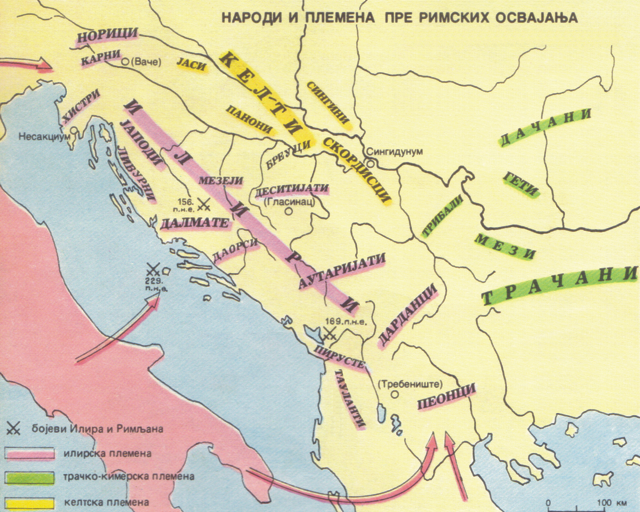 НАРОДИ И ПЛЕМЕНА ПРЕ РИМСКИХ ОСВАЈАЊА
НОРИЦИ
КАРНИ
(Ваче)
ЈАСИ
КЕЛТИ
СИНГИНИ
ХИСТРИ
Несакциум
ЈАПОДИ
ЛИБУРНИ
ИЛИРИ
ПАНОНИ
БРЕУЦИ
СКОРДИСЦИ
Сингидунум
ДАЧАНИ
ГЕТИ
МЕЗЕЈИ
ДЕСИТИЈАТИ
(Гласинац)
156.
п.н.е.
ДАЛМАТЕ
ДАОРСИ
ТРИБАЛИ
МЕЗИ
АУТАРИЈАТИ
ТРАЧАНИ
229.
п.н.е.
ДАРДАНЦИ
169.п.н.е.
ПИРУСТЕ
ТАУЛАНТИ
(Требениште)
ПЕОНЦИ
бојеви Илира и Римљана
илирска племена
трачко-кимерска племена
келтска племена
0 100 км